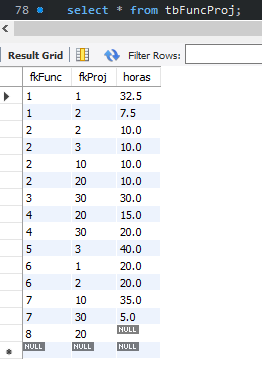 78 select * from tbFuncProj;
Result Grid Filter Rows:
fkFunc fkProj horas
1 1 32.5
1 2 7.5
2 2 10.0
2 3 10.0
2 10 10.0
2 20 10.0
3 30 30.0
4 20 15.0
4 30 20.0
5 3 40.0
6 1 20.0
6 2 20.0
7 10 35.0
7 30 5.0
8 20 NULL
NULL NULL NULL